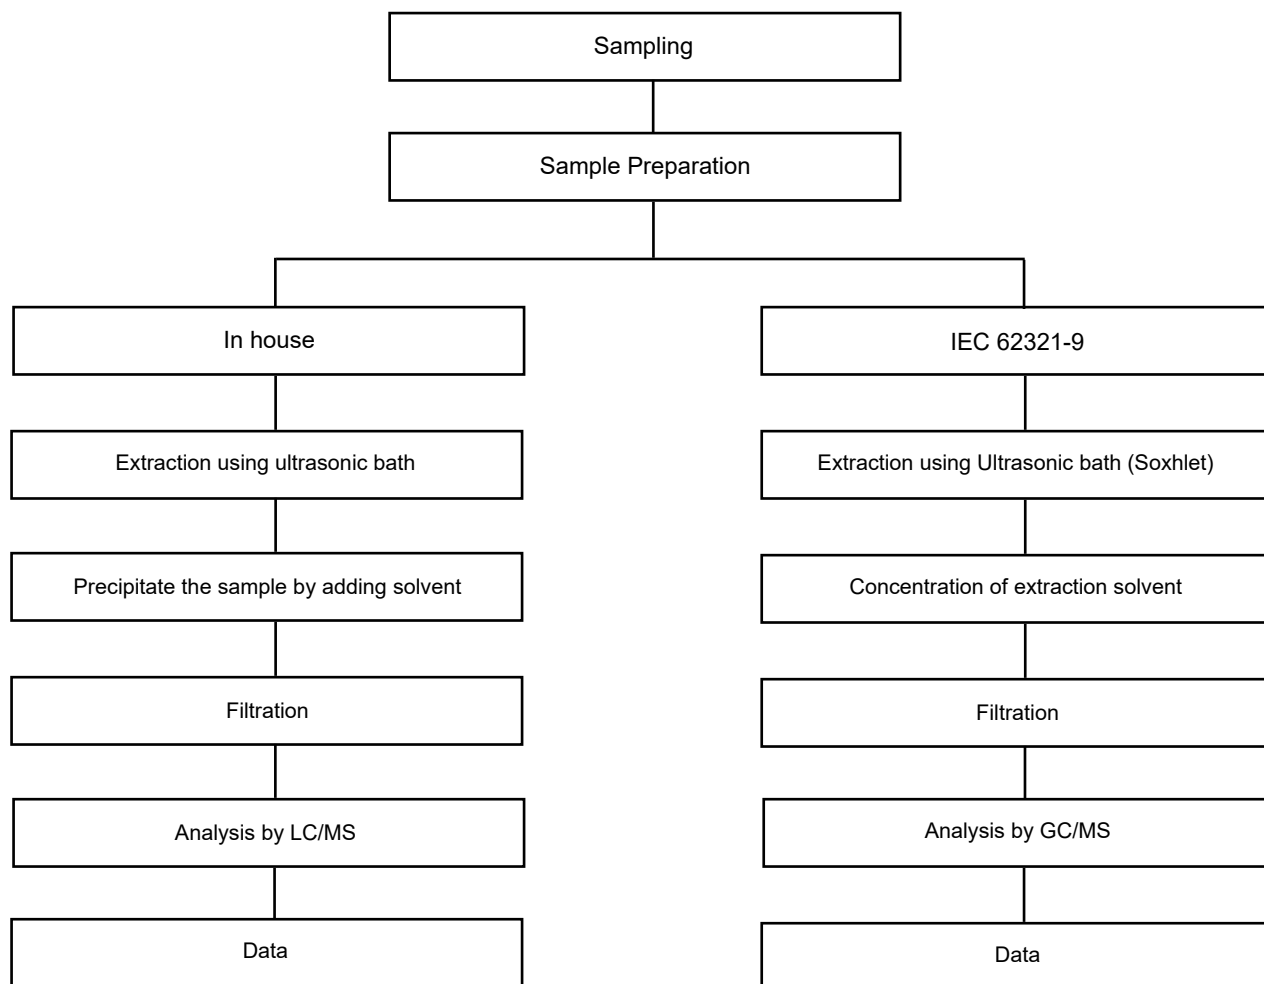 Sampling
Sample Preparation
In house
IEC 62321-9
Extraction using ultrasonic bath
Extraction using Ultrasonic bath (Soxhlet)
Precipitate the sample by adding solvent
Concentration of extraction solvent
Filtration
Filtration
Analysis by LC/MS
Analysis by GC/MS
Data
Data